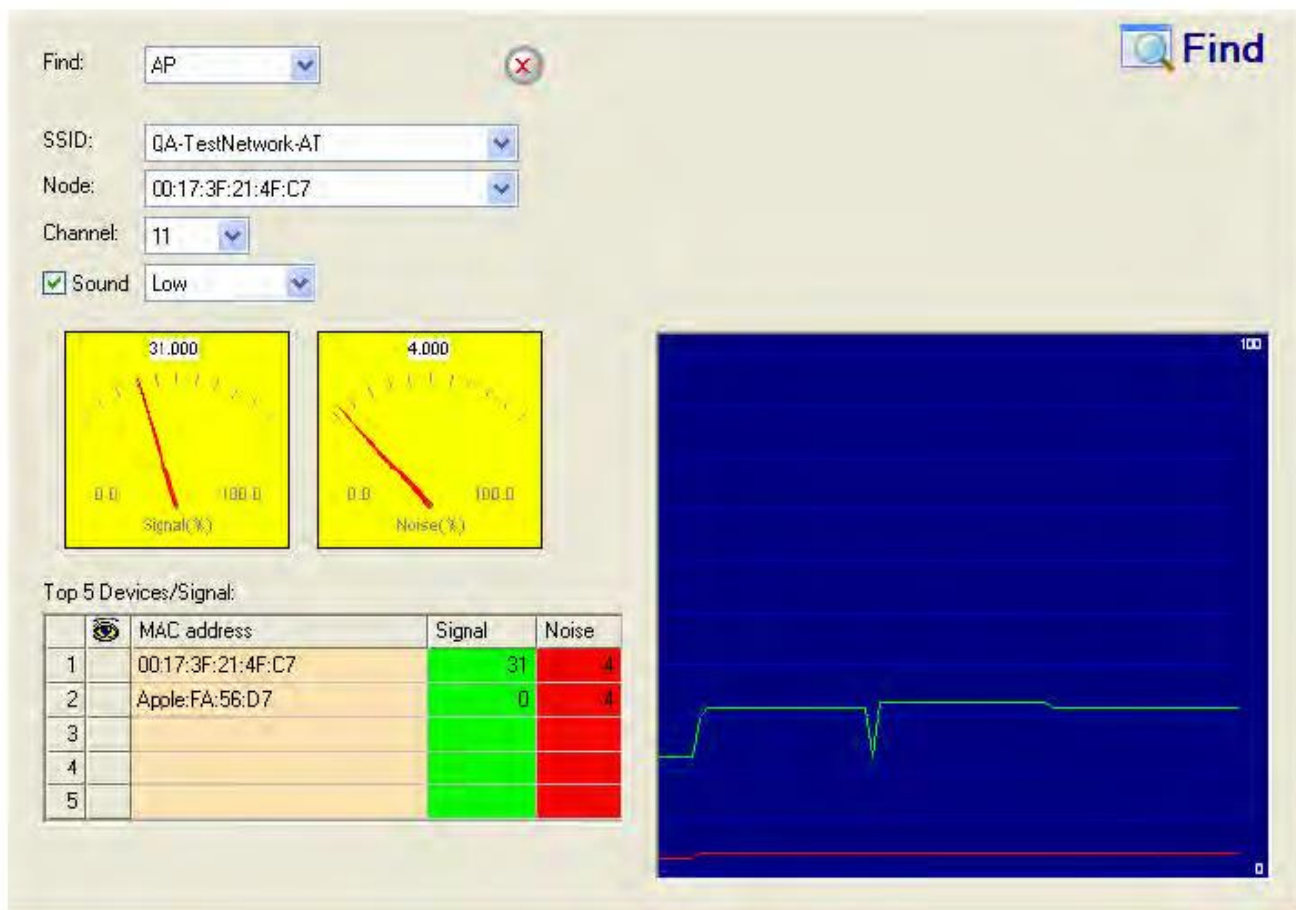 Find
Find: AP
SSID: QA-TestNetwork-AT
Node: 00:17:3F:21:4F:C7
Channel: 11
Sound Low
31.000
0.0 100.0
Signal(%)
4.000
0.0 100.0
Noise(%)
100
0
Top 5 Devices/Signal:
MAC address Signal Noise
1 00:17:3F:21:4F:C7 31 4
2 Apple:FA:56:D7 0 4
3
4
5